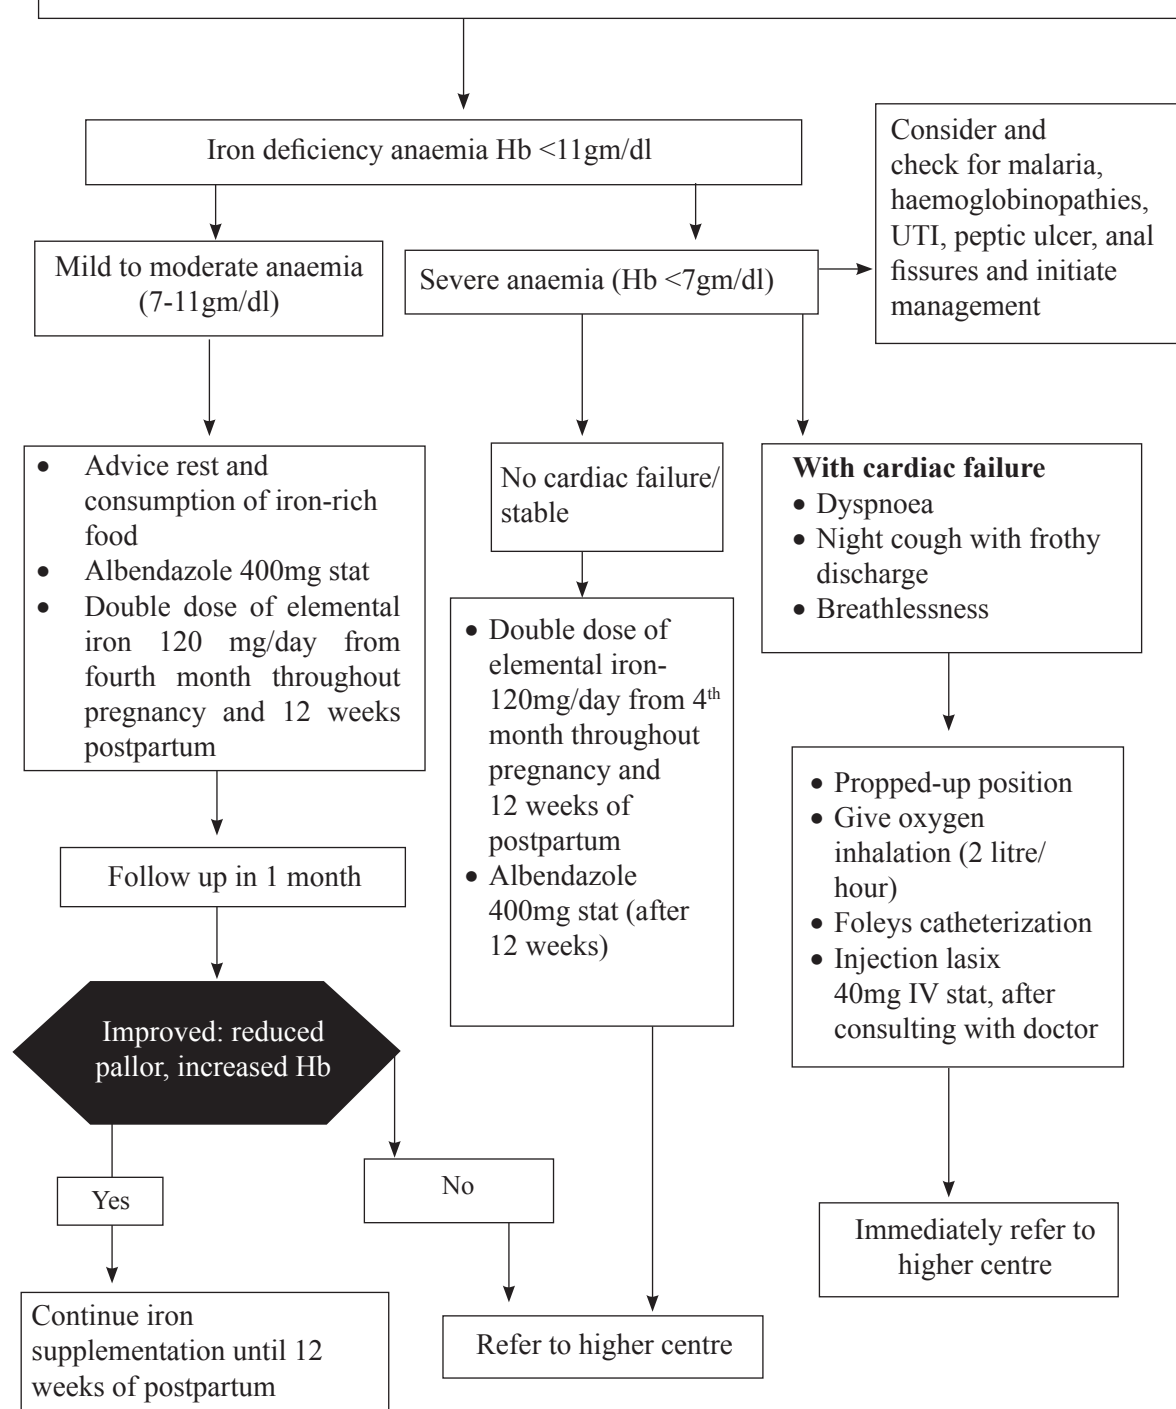 Iron deficiency anaemia Hb <11gm/dl
Consider and
check for malaria,
haemoglobinopathies,
UTI, peptic ulcer, anal
fissures and initiate
management
Mild to moderate anaemia
(7-11gm/dl)
Severe anaemia (Hb <7gm/dl)
• Advice rest and
consumption of iron-rich
food
• Albendazole 400mg stat
• Double dose of elemental
iron 120 mg/day from
fourth month throughout
pregnancy and 12 weeks
postpartum
No cardiac failure/
stable
With cardiac failure
• Dyspnoea
• Night cough with frothy
discharge
• Breathlessness
• Double dose of
elemental iron-
120mg/day from 4th
month throughout
pregnancy and
12 weeks of
postpartum
• Albendazole
400mg stat (after
12 weeks)
• Propped-up position
• Give oxygen
inhalation (2 litre/
hour)
• Foleys catheterization
• Injection lasix
40mg IV stat, after
consulting with doctor
Follow up in 1 month
Improved: reduced
pallor, increased Hb
Yes
No
Immediately refer to
higher centre
Continue iron
supplementation until 12
weeks of postpartum
Refer to higher centre